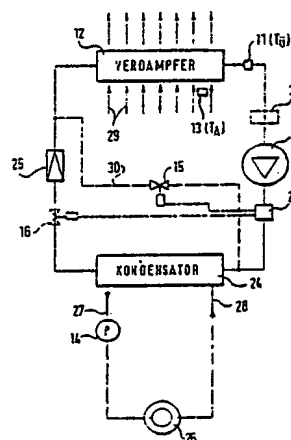 12
VERDAMPFER
11 (TÜ)
29
13 (TA)
25
30
15
16
KONDENSATOR
24
27
28
14
P
26